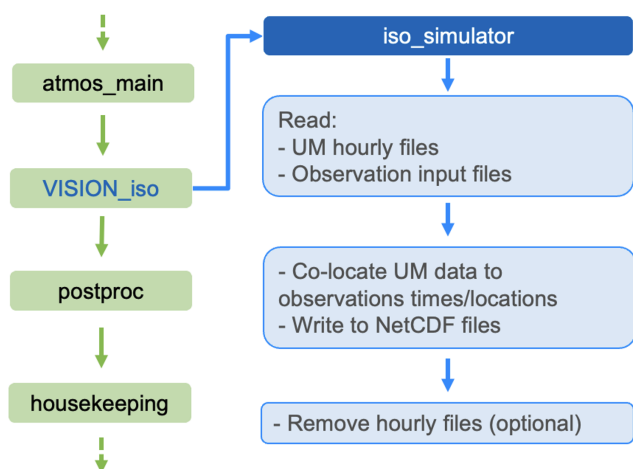 atmos_main
VISION_iso
postproc
housekeeping
iso_simulator
Read:
- UM hourly files
- Observation input files
- Co-locate UM data to
observations times/locations
- Write to NetCDF files
- Remove hourly files (optional)